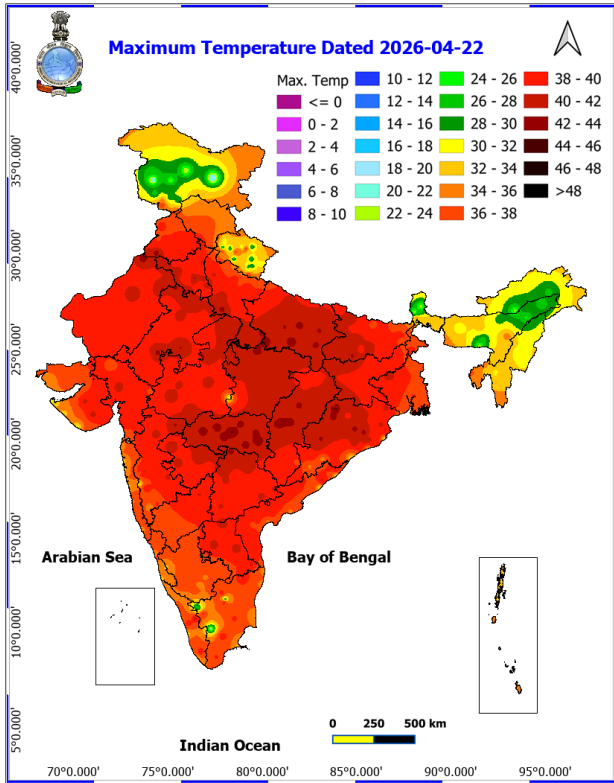 Maximum Temperature Dated 2026-04-22
Max. Temp
<= 0
0 - 2
2 - 4
4 - 6
6 - 8
8 - 10
10 - 12
12 - 14
14 - 16
16 - 18
18 - 20
20 - 22
22 - 24
24 - 26
26 - 28
28 - 30
30 - 32
32 - 34
34 - 36
36 - 38
38 - 40
40 - 42
42 - 44
44 - 46
46 - 48
>48
40°0.000'
35°0.000'
30°0.000'
25°0.000'
20°0.000'
15°0.000'
10°0.000'
5°0.000'
Arabian Sea
Bay of Bengal
Indian Ocean
0 250 500 km
70°0.000' 75°0.000' 80°0.000' 85°0.000' 90°0.000' 95°0.000'